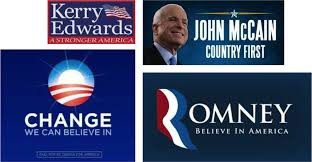 Kerry
Edwards
A STRONGER AMERICA
JOHN McCAIN
COUNTRY FIRST
CHANGE
WE CAN BELIEVE IN
ROMNEY
BELIEVE IN AMERICA